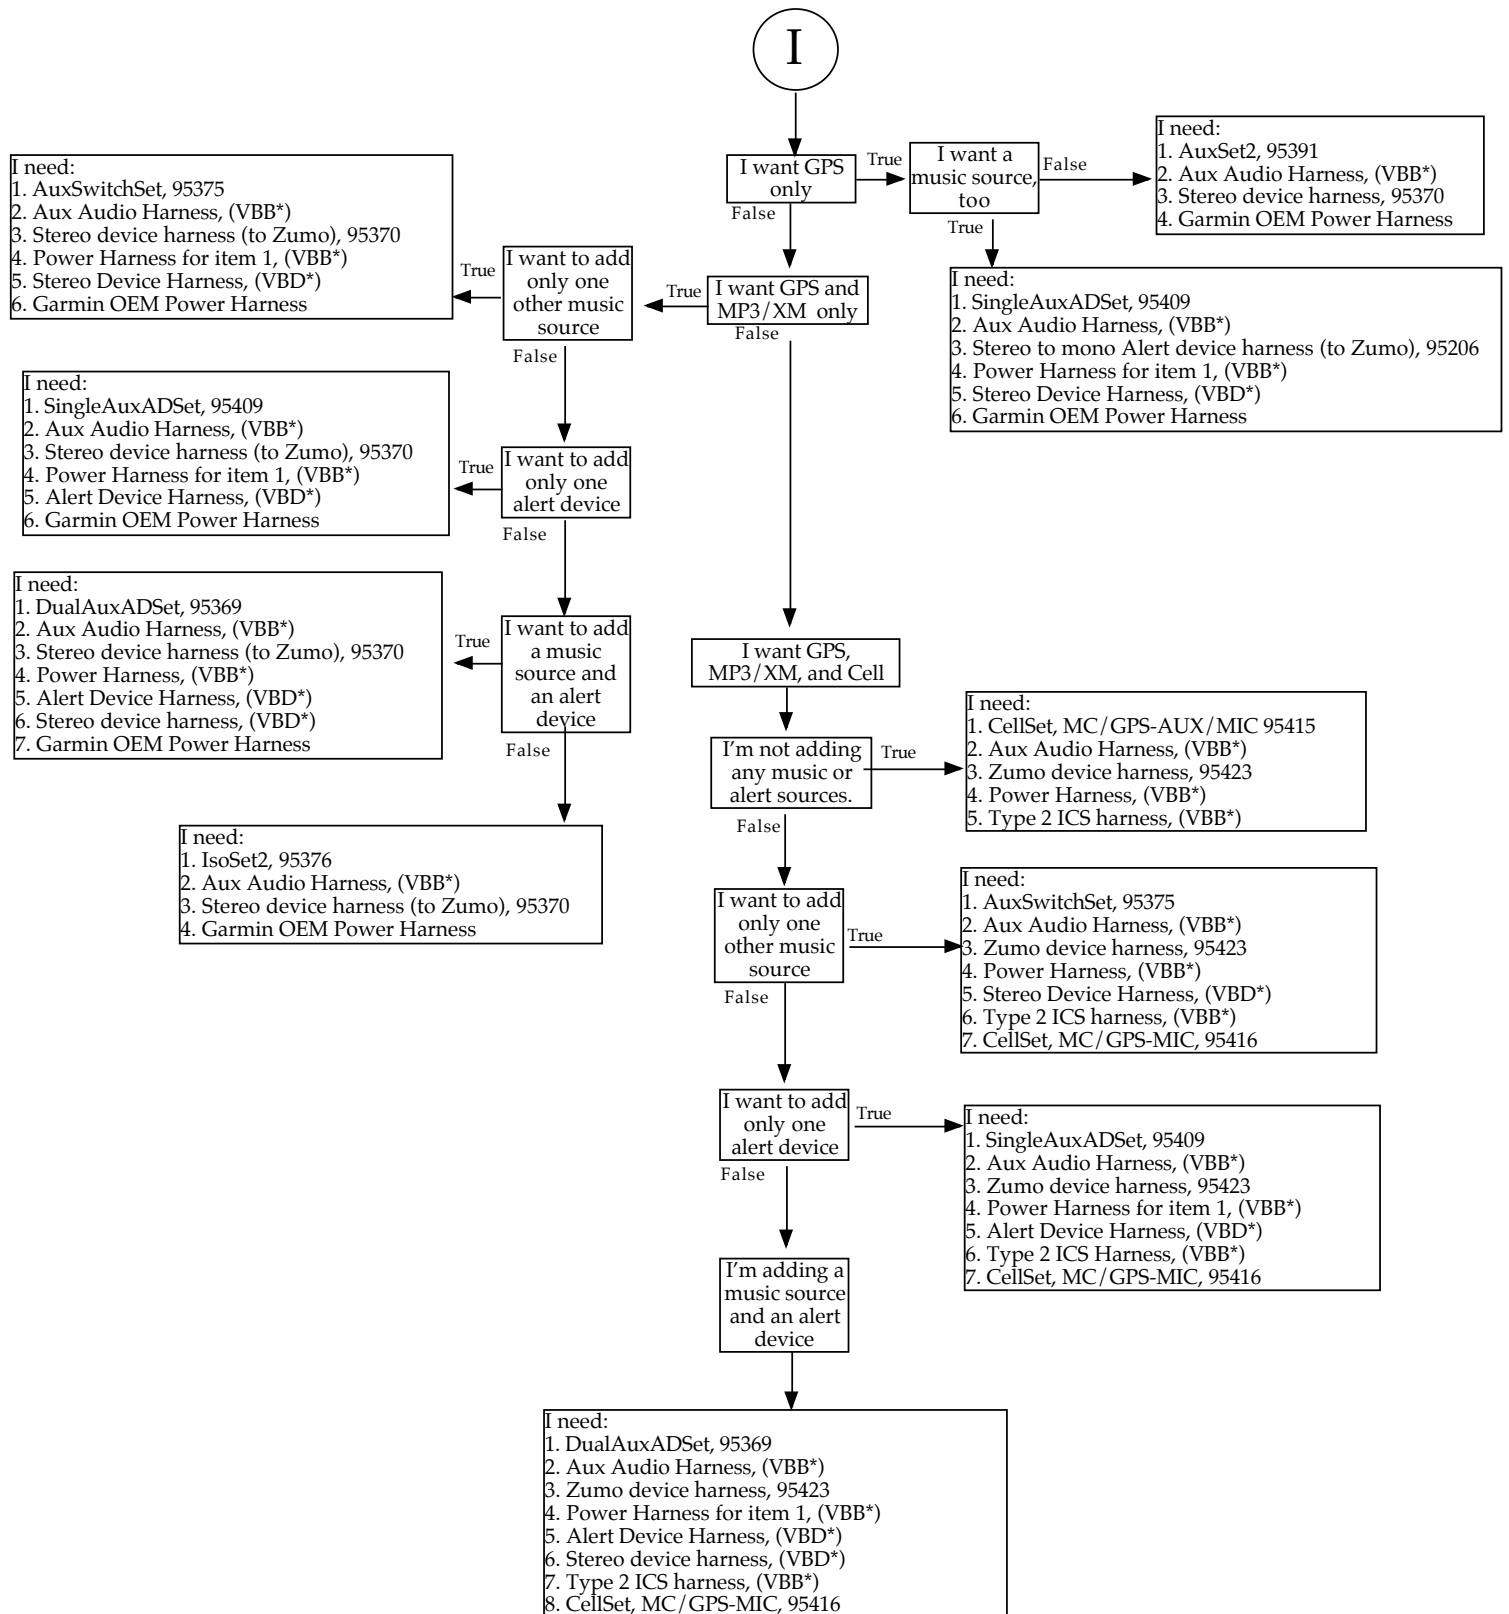 I
I want GPS
only
True
False
I want a
music source,
too
False
True
I need:
1. AuxSet2, 95391
2. Aux Audio Harness, (VBB*)
3. Stereo device harness, 95370
4. Garmin OEM Power Harness
I need:
1. SingleAuxADSet, 95409
2. Aux Audio Harness, (VBB*)
3. Stereo to mono Alert device harness (to Zumo), 95206
4. Power Harness for item 1, (VBB*)
5. Stereo Device Harness, (VBD*)
6. Garmin OEM Power Harness
I want GPS and
MP3/XM only
True
False
I want to add
only one
other music
source
True
False
I need:
1. AuxSwitchSet, 95375
2. Aux Audio Harness, (VBB*)
3. Stereo device harness (to Zumo), 95370
4. Power Harness for item 1, (VBB*)
5. Stereo Device Harness, (VBD*)
6. Garmin OEM Power Harness
I want to add
only one
alert device
True
False
I need:
1. SingleAuxADSet, 95409
2. Aux Audio Harness, (VBB*)
3. Stereo device harness (to Zumo), 95370
4. Power Harness for item 1, (VBB*)
5. Alert Device Harness, (VBD*)
6. Garmin OEM Power Harness
I want to add
a music
source and
an alert
device
True
False
I need:
1. DualAuxADSet, 95369
2. Aux Audio Harness, (VBB*)
3. Stereo device harness (to Zumo), 95370
4. Power Harness, (VBB*)
5. Alert Device Harness, (VBD*)
6. Stereo device harness, (VBD*)
7. Garmin OEM Power Harness
I need:
1. IsoSet2, 95376
2. Aux Audio Harness, (VBB*)
3. Stereo device harness (to Zumo), 95370
4. Garmin OEM Power Harness
I want GPS,
MP3/XM, and Cell
I'm not adding
any music or
alert sources.
True
False
I need:
1. CellSet, MC/GPS-AUX/MIC 95415
2. Aux Audio Harness, (VBB*)
3. Zumo device harness, 95423
4. Power Harness, (VBB*)
5. Type 2 ICS harness, (VBB*)
I want to add
only one
other music
source
True
False
I need:
1. AuxSwitchSet, 95375
2. Aux Audio Harness, (VBB*)
3. Zumo device harness, 95423
4. Power Harness, (VBB*)
5. Stereo Device Harness, (VBD*)
6. Type 2 ICS harness, (VBB*)
7. CellSet, MC/GPS-MIC, 95416
I want to add
only one
alert device
True
False
I need:
1. SingleAuxADSet, 95409
2. Aux Audio Harness, (VBB*)
3. Zumo device harness, 95423
4. Power Harness for item 1, (VBB*)
5. Alert Device Harness, (VBD*)
6. Type 2 ICS Harness, (VBB*)
7. CellSet, MC/GPS-MIC, 95416
I'm adding a
music source
and an alert
device
I need:
1. DualAuxADSet, 95369
2. Aux Audio Harness, (VBB*)
3. Zumo device harness, 95423
4. Power Harness for item 1, (VBB*)
5. Alert Device Harness, (VBD*)
6. Stereo device harness, (VBD*)
7. Type 2 ICS harness, (VBB*)
8. CellSet, MC/GPS-MIC, 95416